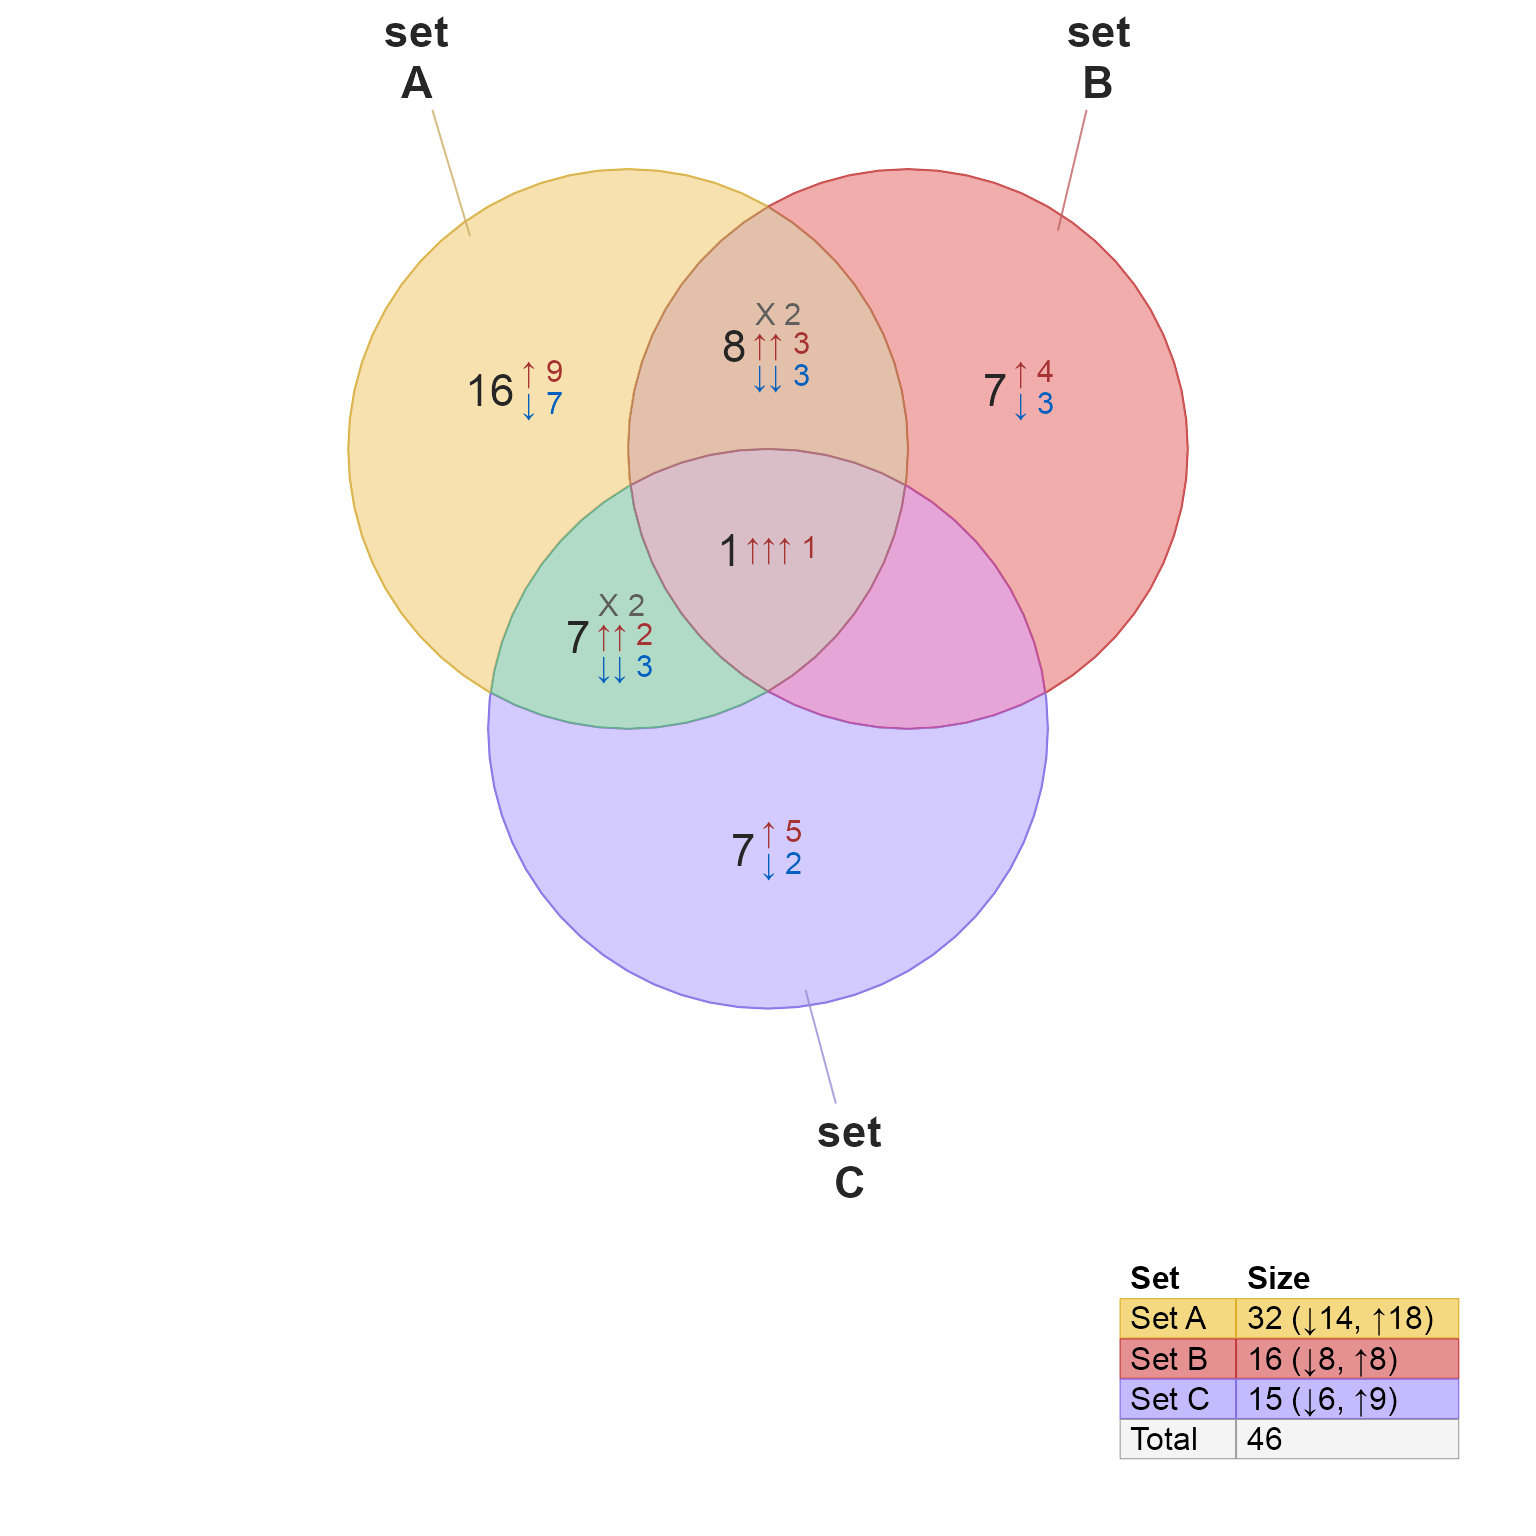 set
A
set
B
X 2
8 ↑↑ 3
↓↓ 3
16 ↑ 9
↓ 7
7 ↑ 4
↓ 3
1 ↑↑↑ 1
X 2
7 ↑↑ 2
↓↓ 3
7 ↑ 5
↓ 2
set
C
Set Size
Set A 32 (↓14, ↑18)
Set B 16 (↓8, ↑8)
Set C 15 (↓6, ↑9)
Total 46